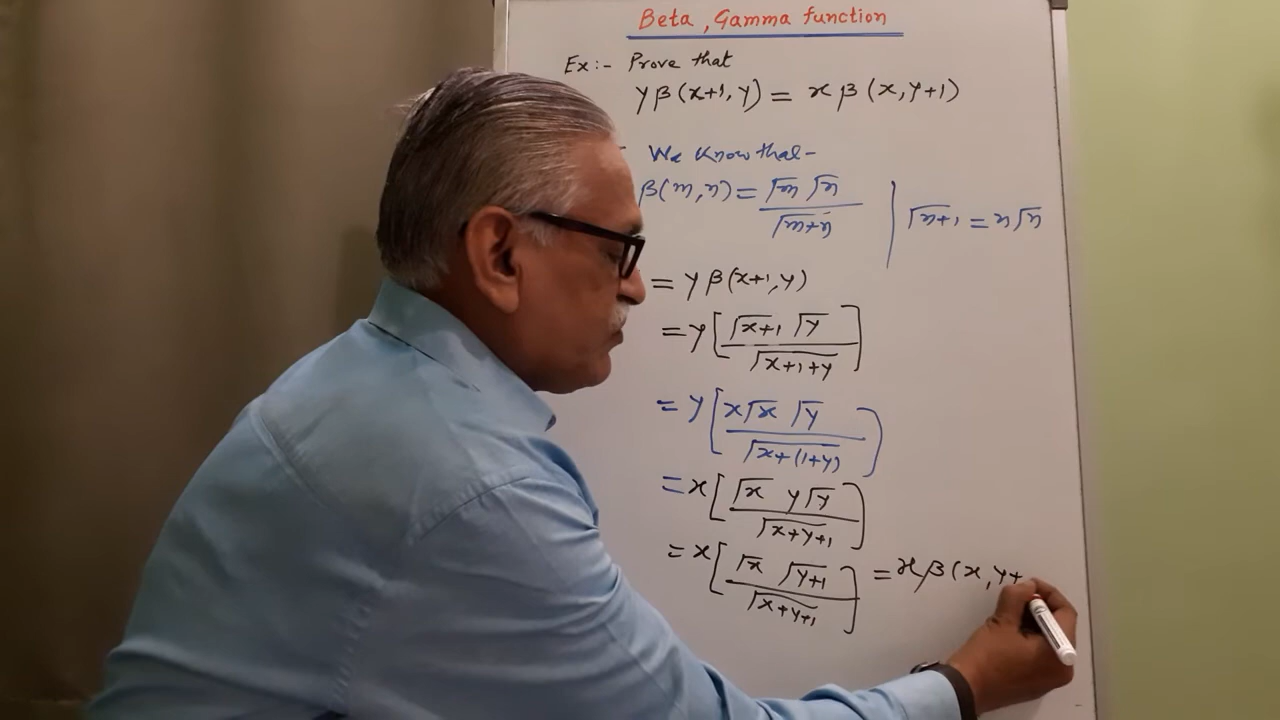 Beta, Gamma function
Ex:- Prove that
yβ(x+1, y) = xβ(x, y+1)
We know that -
β(m, n) = Γm Γn / Γm+n | Γn+1 = nΓn
= yβ(x+1, y)
= y[Γx+1 Γy / Γx+1+y]
= y[xΓx Γy / Γx+(1+y)]
= x[Γx yΓy / Γx+y+1]
= x[Γx Γy+1 / Γx+y+1] = xβ(x, y+